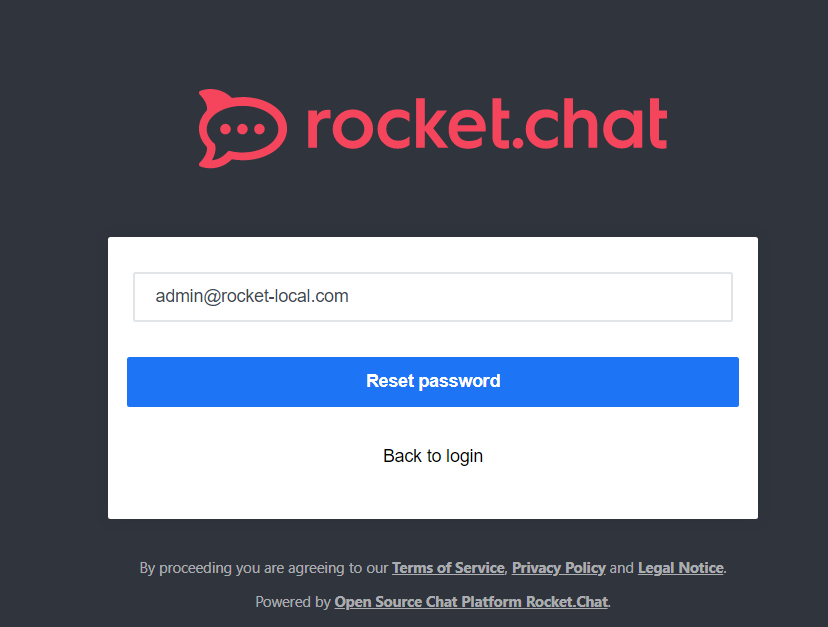 rocket.chat
admin@rocket-local.com
Reset password
Back to login
By proceeding you are agreeing to our Terms of Service, Privacy Policy and Legal Notice.
Powered by Open Source Chat Platform Rocket.Chat.